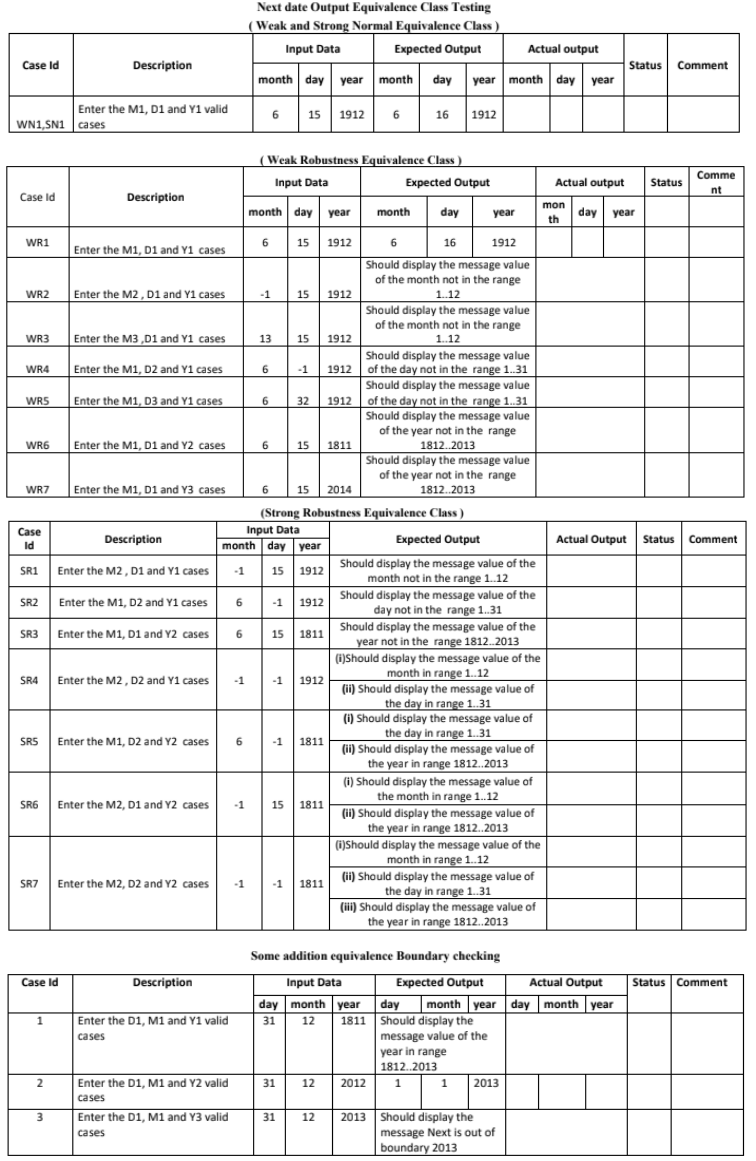 Next date Output Equivalence Class Testing
( Weak and Strong Normal Equivalence Class )
Case Id Description Input Data Expected Output Actual output Status Comment
month day year month day year month day year
WN1,SN1 Enter the M1, D1 and Y1 valid 6 15 1912 6 16 1912
cases
( Weak Robustness Equivalence Class )
Case Id Description Input Data Expected Output Actual output Status Comme
nt
month day year month day year mon day year
th
WR1 Enter the M1, D1 and Y1 cases 6 15 1912 6 16 1912
WR2 Enter the M2 , D1 and Y1 cases -1 15 1912 Should display the message value
of the month not in the range
1..12
WR3 Enter the M3 ,D1 and Y1 cases 13 15 1912 Should display the message value
of the month not in the range
1..12
WR4 Enter the M1, D2 and Y1 cases 6 -1 1912 Should display the message value
of the day not in the range 1..31
WR5 Enter the M1, D3 and Y1 cases 6 32 1912 Should display the message value
of the day not in the range 1..31
WR6 Enter the M1, D1 and Y2 cases 6 15 1811 Should display the message value
of the year not in the range
1812..2013
WR7 Enter the M1, D1 and Y3 cases 6 15 2014 Should display the message value
of the year not in the range
1812..2013
(Strong Robustness Equivalence Class )
Case Description Input Data Expected Output Actual Output Status Comment
Id month day year
SR1 Enter the M2 , D1 and Y1 cases -1 15 1912 Should display the message value of the
month not in the range 1..12
SR2 Enter the M1, D2 and Y1 cases 6 -1 1912 Should display the message value of the
day not in the range 1..31
SR3 Enter the M1, D1 and Y2 cases 6 15 1811 Should display the message value of the
year not in the range 1812..2013
SR4 Enter the M2 , D2 and Y1 cases -1 -1 1912 (i)Should display the message value of the
month in range 1..12
(ii) Should display the message value of
the day in range 1..31
SR5 Enter the M1, D2 and Y2 cases 6 -1 1811 (i) Should display the message value of
the day in range 1..31
(ii) Should display the message value of
the year in range 1812..2013
SR6 Enter the M2, D1 and Y2 cases -1 15 1811 (i) Should display the message value of
the month in range 1..12
(ii) Should display the message value of
the year in range 1812..2013
SR7 Enter the M2, D2 and Y2 cases -1 -1 1811 (i)Should display the message value of the
month in range 1..12
(ii) Should display the message value of
the day in range 1..31
(iii) Should display the message value of
the year in range 1812..2013
Some addition equivalence Boundary checking
Case Id Description Input Data Expected Output Actual Output Status Comment
day month year day month year day month year
1 Enter the D1, M1 and Y1 valid 31 12 1811 Should display the
cases message value of the
year in range
1812..2013
2 Enter the D1, M1 and Y2 valid 31 12 2012 1 1 2013
cases
3 Enter the D1, M1 and Y3 valid 31 12 2013 Should display the
cases message Next is out of
boundary 2013